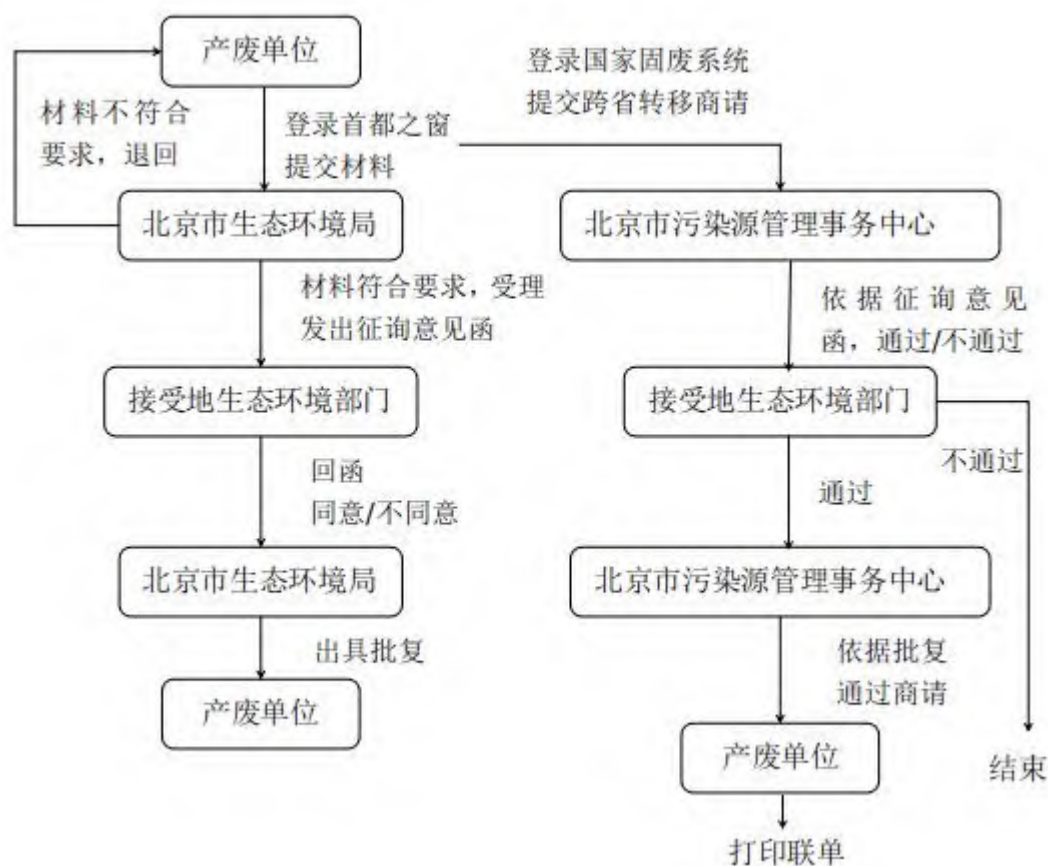 产废单位
登录国家固废系统
提交跨省转移商请
材料不符合
要求，退回
登录首都之窗
提交材料
北京市生态环境局
北京市污染源管理事务中心
材料符合要求，受理
发出征询意见函
依据征询意见
函，通过/不通过
接受地生态环境部门
接受地生态环境部门
不通过
回函
同意/不同意
通过
北京市生态环境局
北京市污染源管理事务中心
出具批复
依据批复
通过商请
产废单位
产废单位
结束
打印联单